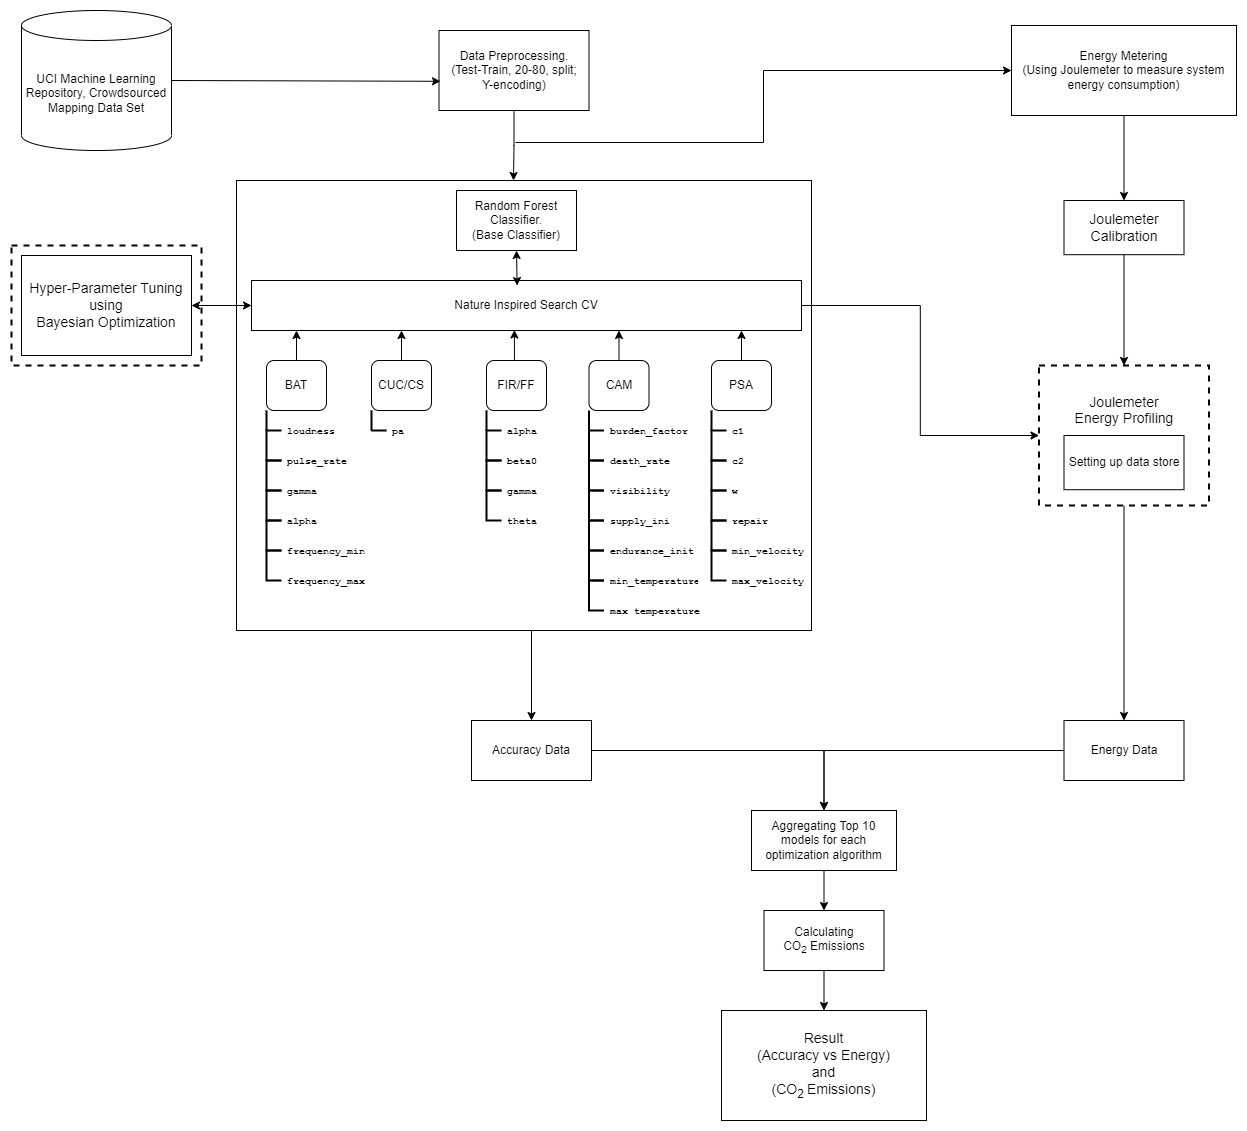 UCI Machine Learning
Repository, Crowdsourced
Mapping Data Set
Data Preprocessing.
(Test-Train, 20-80, split;
Y-encoding)
Energy Metering
(Using Joulemeter to measure system
energy consumption)
Random Forest
Classifier.
(Base Classifier)
Joulemeter
Calibration
Hyper-Parameter Tuning
using
Bayesian Optimization
Nature Inspired Search CV
BAT
loudness
pulse_rate
gamma
alpha
frequency_min
frequency_max
CUC/CS
pa
FIR/FF
alpha
beta0
gamma
theta
CAM
burden_factor
death_rate
visibility
supply_ini
endurance_init
min_temperature
max temperature
PSA
c1
c2
w
repair
min_velocity
max_velocity
Joulemeter
Energy Profiling
Setting up data store
Accuracy Data
Energy Data
Aggregating Top 10
models for each
optimization algorithm
Calculating
CO2 Emissions
Result
(Accuracy vs Energy)
and
(CO2 Emissions)